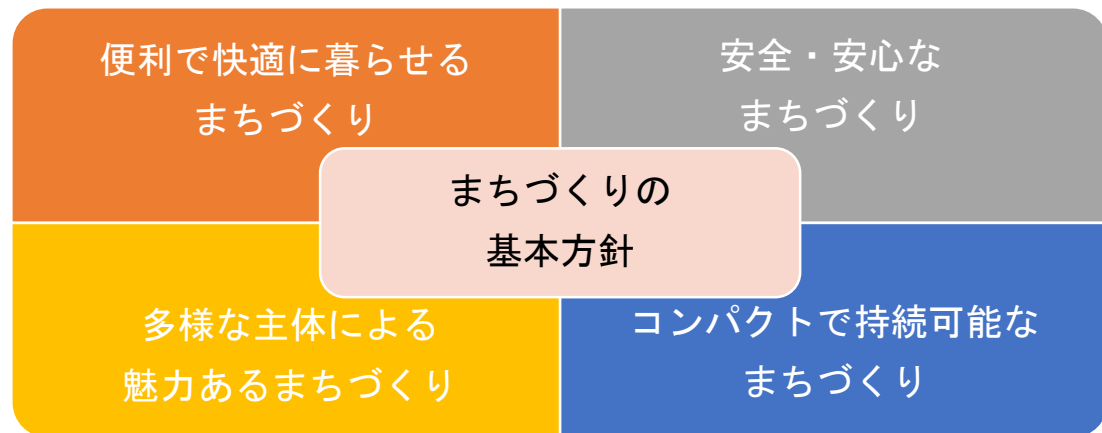 便利で快適に暮らせる
まちづくり
安全・安心な
まちづくり
まちづくりの
基本方針
多様な主体による
魅力あるまちづくり
コンパクトで持続可能な
まちづくり